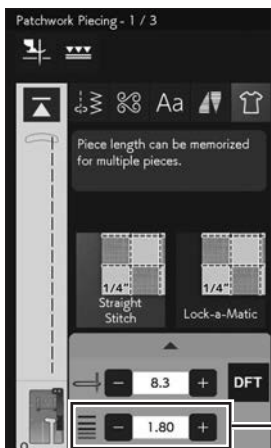 Patchwork Piecing - 1 / 3
Aa
Piece length can be memorized
for multiple pieces.
1/4" 1/4"
Straight
Stitch
Lock-a-Matic
- 8.3 + DFT
- 1.80 +